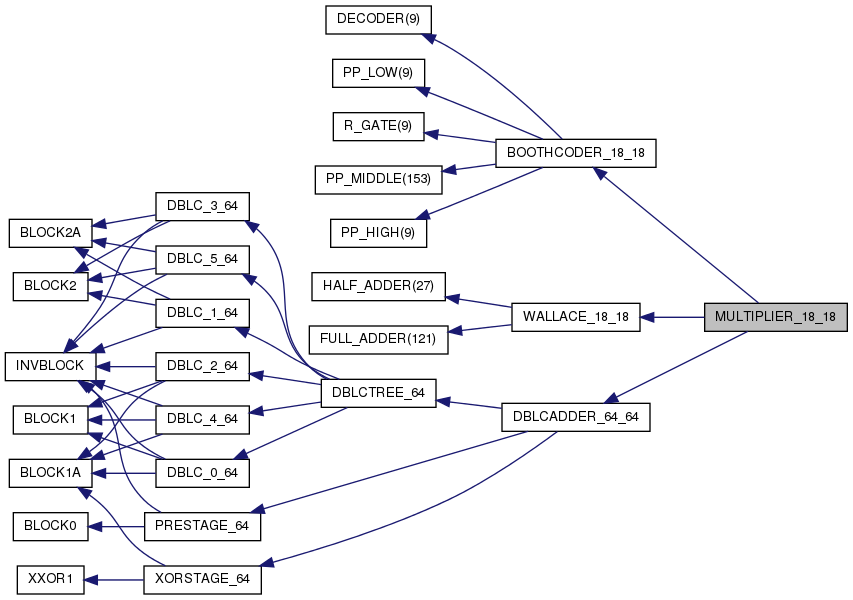 DECODER(9)
PP_LOW(9)
R_GATE(9)
BOOTHCODER_18_18
PP_MIDDLE(153)
DBLC_3_64
BLOCK2A
PP_HIGH(9)
DBLC_5_64
BLOCK2
HALF_ADDER(27)
DBLC_1_64
WALLACE_18_18
MULTIPLIER_18_18
FULL_ADDER(121)
INVBLOCK
DBLC_2_64
DBLCTREE_64
BLOCK1
DBLC_4_64
DBLCADDER_64_64
BLOCK1A
DBLC_0_64
BLOCK0
PRESTAGE_64
XXOR1
XORSTAGE_64